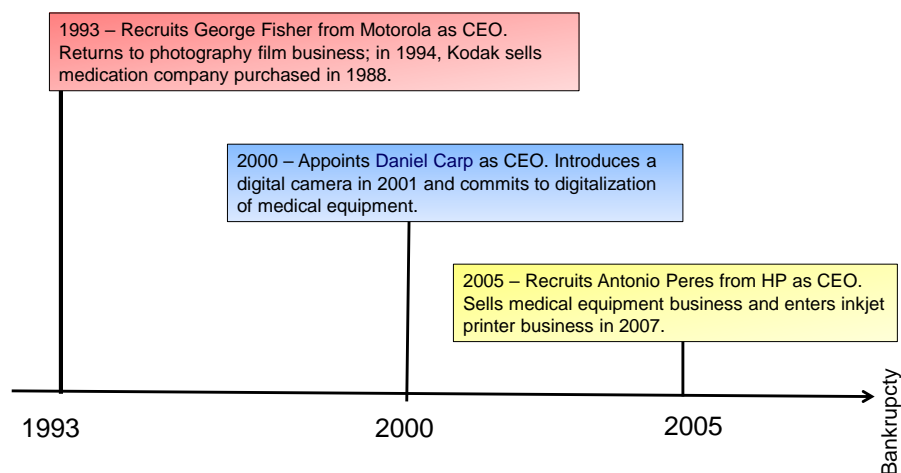 1993 – Recruits George Fisher from Motorola as CEO.
Returns to photography film business; in 1994, Kodak sells
medication company purchased in 1988.
2000 – Appoints Daniel Carp as CEO. Introduces a
digital camera in 2001 and commits to digitalization
of medical equipment.
2005 – Recruits Antonio Peres from HP as CEO.
Sells medical equipment business and enters inkjet
printer business in 2007.
1993
2000
2005
Bankrupcty